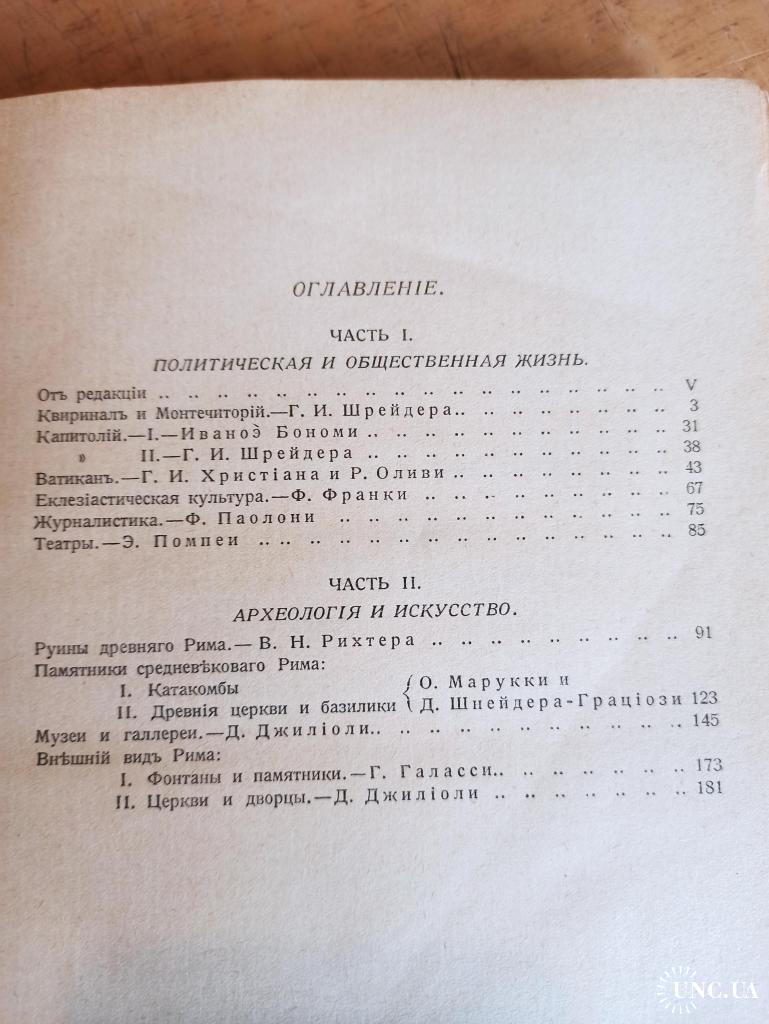 ОГЛАВЛЕНІЕ.
ЧАСТЬ I.
ПОЛИТИЧЕСКАЯ И ОБЩЕСТВЕННАЯ ЖИЗНЬ.
Отъ редакціи .. .. .. .. .. .. .. .. .. .. .. .. .. .. .. .. .. .. V
Квириналъ и Монтечиторій.—Г. И. Шрейдера.. .. .. .. .. .. .. .. 3
Капитолій.—I.—Иваноэ Бономи .. .. .. .. .. .. .. .. .. .. .. 31
» II.—Г. И. Шрейдера .. .. .. .. .. .. .. .. .. .. .. 38
Ватиканъ.—Г. И. Христіана и Р. Оливи .. .. .. .. .. .. .. .. 43
Еклезіастическая культура.—Ф. Франки .. .. .. .. .. .. .. .. .. 67
Журналистика.—Ф. Паолони .. .. .. .. .. .. .. .. .. .. .. .. 75
Театры.—Э. Помпеи .. .. .. .. .. .. .. .. .. .. .. .. .. .. .. 85
ЧАСТЬ II.
АРХЕОЛОГІЯ И ИСКУССТВО.
Руины древняго Рима.—В. Н. Рихтера .. .. .. .. .. .. .. .. .. 91
Памятники средневѣковаго Рима:
I. Катакомбы { О. Марукки и
II. Древнія церкви и базилики Д. Шнейдера-Граціози 123
Музеи и галлереи.—Д. Джиліоли.. .. .. .. .. .. .. .. .. .. .. 145
Внѣшній видъ Рима:
I. Фонтаны и памятники.—Г. Галасси.. .. .. .. .. .. .. 173
II. Церкви и дворцы.—Д. Джиліоли .. .. .. .. .. .. .. 181
UNC.UA